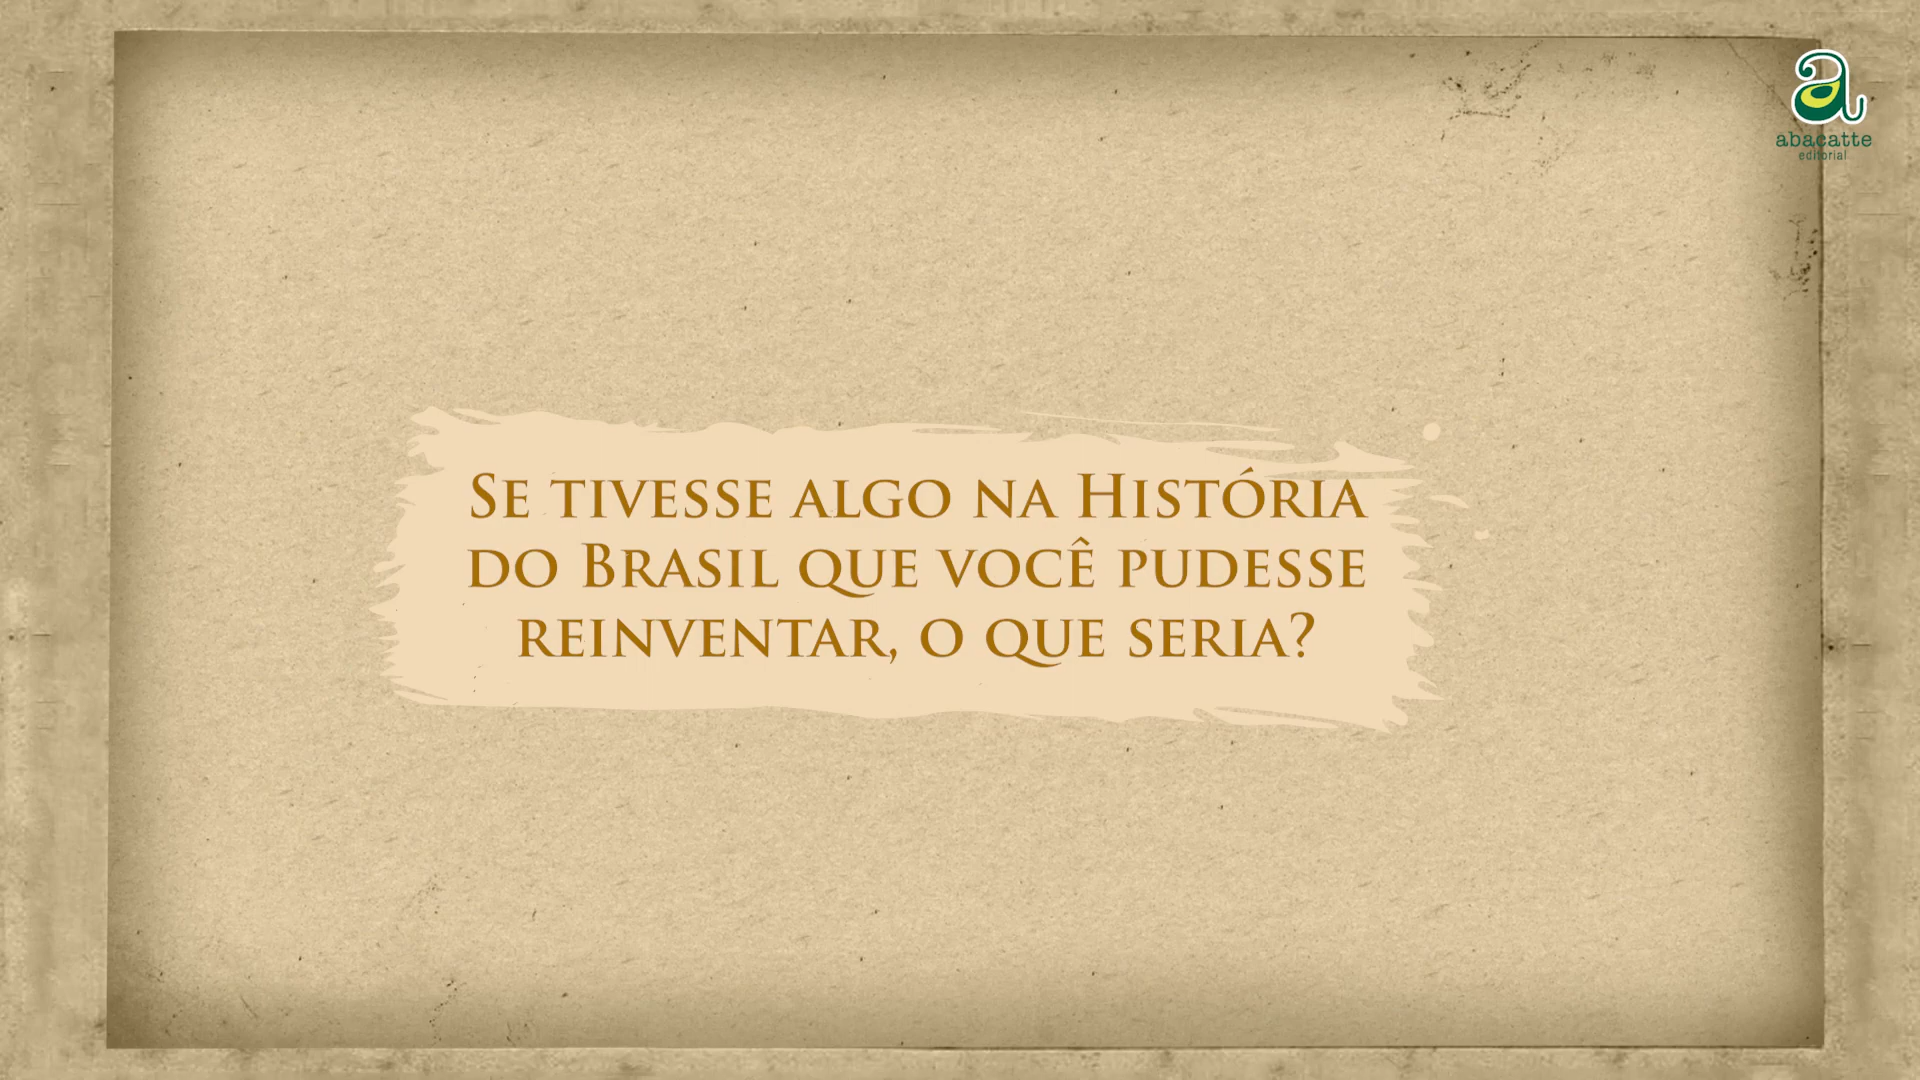 abacatte
editorial
Se tivesse algo na História
do Brasil que você pudesse
reinventar, o que seria?